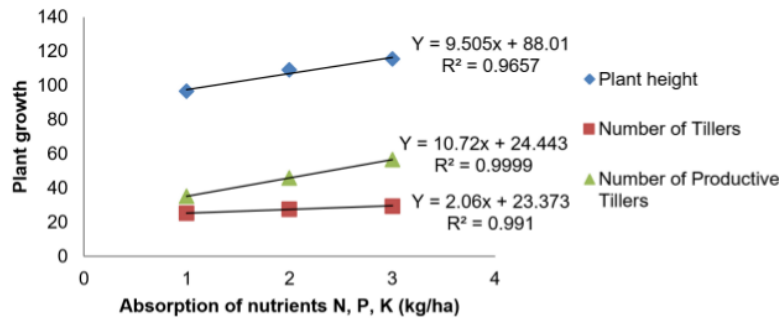 140
120
100
80
60
40
20
0
Plant growth
Y = 9.505x + 88.01
R² = 0.9657
Y = 10.72x + 24.443
R² = 0.9999
Y = 2.06x + 23.373
R² = 0.991
0 1 2 3 4
Absorption of nutrients N, P, K (kg/ha)
Plant height
Number of Tillers
Number of Productive
Tillers